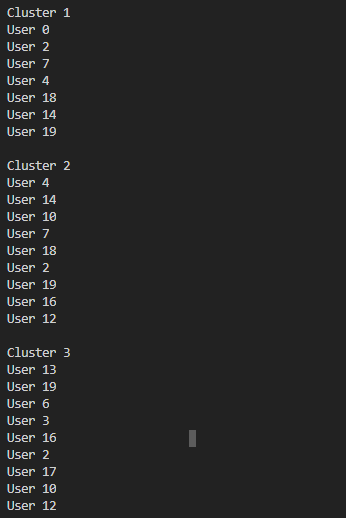 Cluster 1
User 0
User 2
User 7
User 4
User 18
User 14
User 19

Cluster 2
User 4
User 14
User 10
User 7
User 18
User 2
User 19
User 16
User 12

Cluster 3
User 13
User 19
User 6
User 3
User 16
User 2
User 17
User 10
User 12